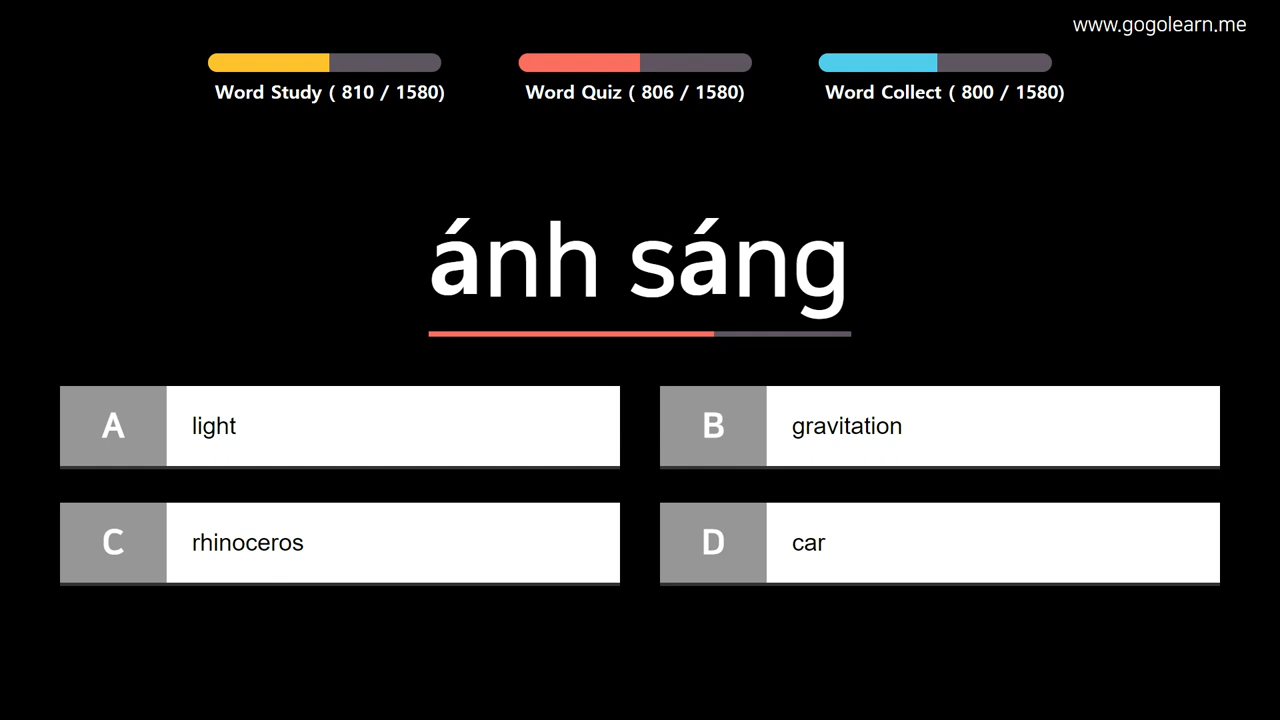 www.gogolearn.me
Word Study ( 810 / 1580)
Word Quiz ( 806 / 1580)
Word Collect ( 800 / 1580)
ánh sáng
A light
B gravitation
C rhinoceros
D car